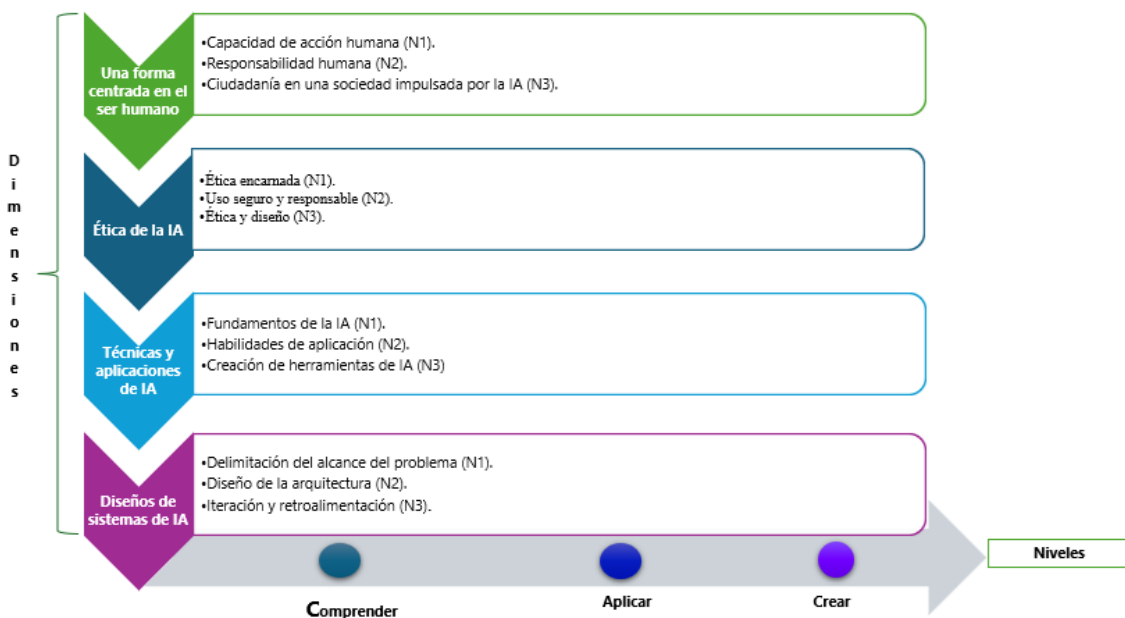 Dimensiones
Una forma
centrada en el
ser humano
•Capacidad de acción humana (N1).
•Responsabilidad humana (N2).
•Ciudadanía en una sociedad impulsada por la IA (N3).
Ética de la IA
•Ética encarnada (N1).
•Uso seguro y responsable (N2).
•Ética y diseño (N3).
Técnicas y
aplicaciones
de IA
•Fundamentos de la IA (N1).
•Habilidades de aplicación (N2).
•Creación de herramientas de IA (N3)
Diseños de
sistemas de IA
•Delimitación del alcance del problema (N1).
•Diseño de la arquitectura (N2).
•Iteración y retroalimentación (N3).
Niveles
Comprender
Aplicar
Crear